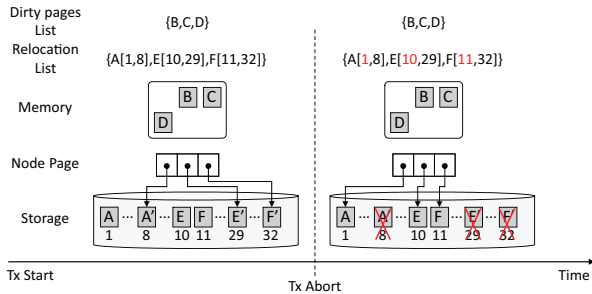 Dirty pages
List
{B,C,D}
{B,C,D}
Relocation
List
{A[1,8],E[10,29],F[11,32]}
{A[1,8],E[10,29],F[11,32]}
Memory
B C
D
B C
D
Node Page
Storage
A A' ... E F ... E' ... F'
1 8 10 11 29 32
A ... A' ... E F ... E' ... F'
1 8 10 11 29 32
Tx Start
Tx Abort
Time